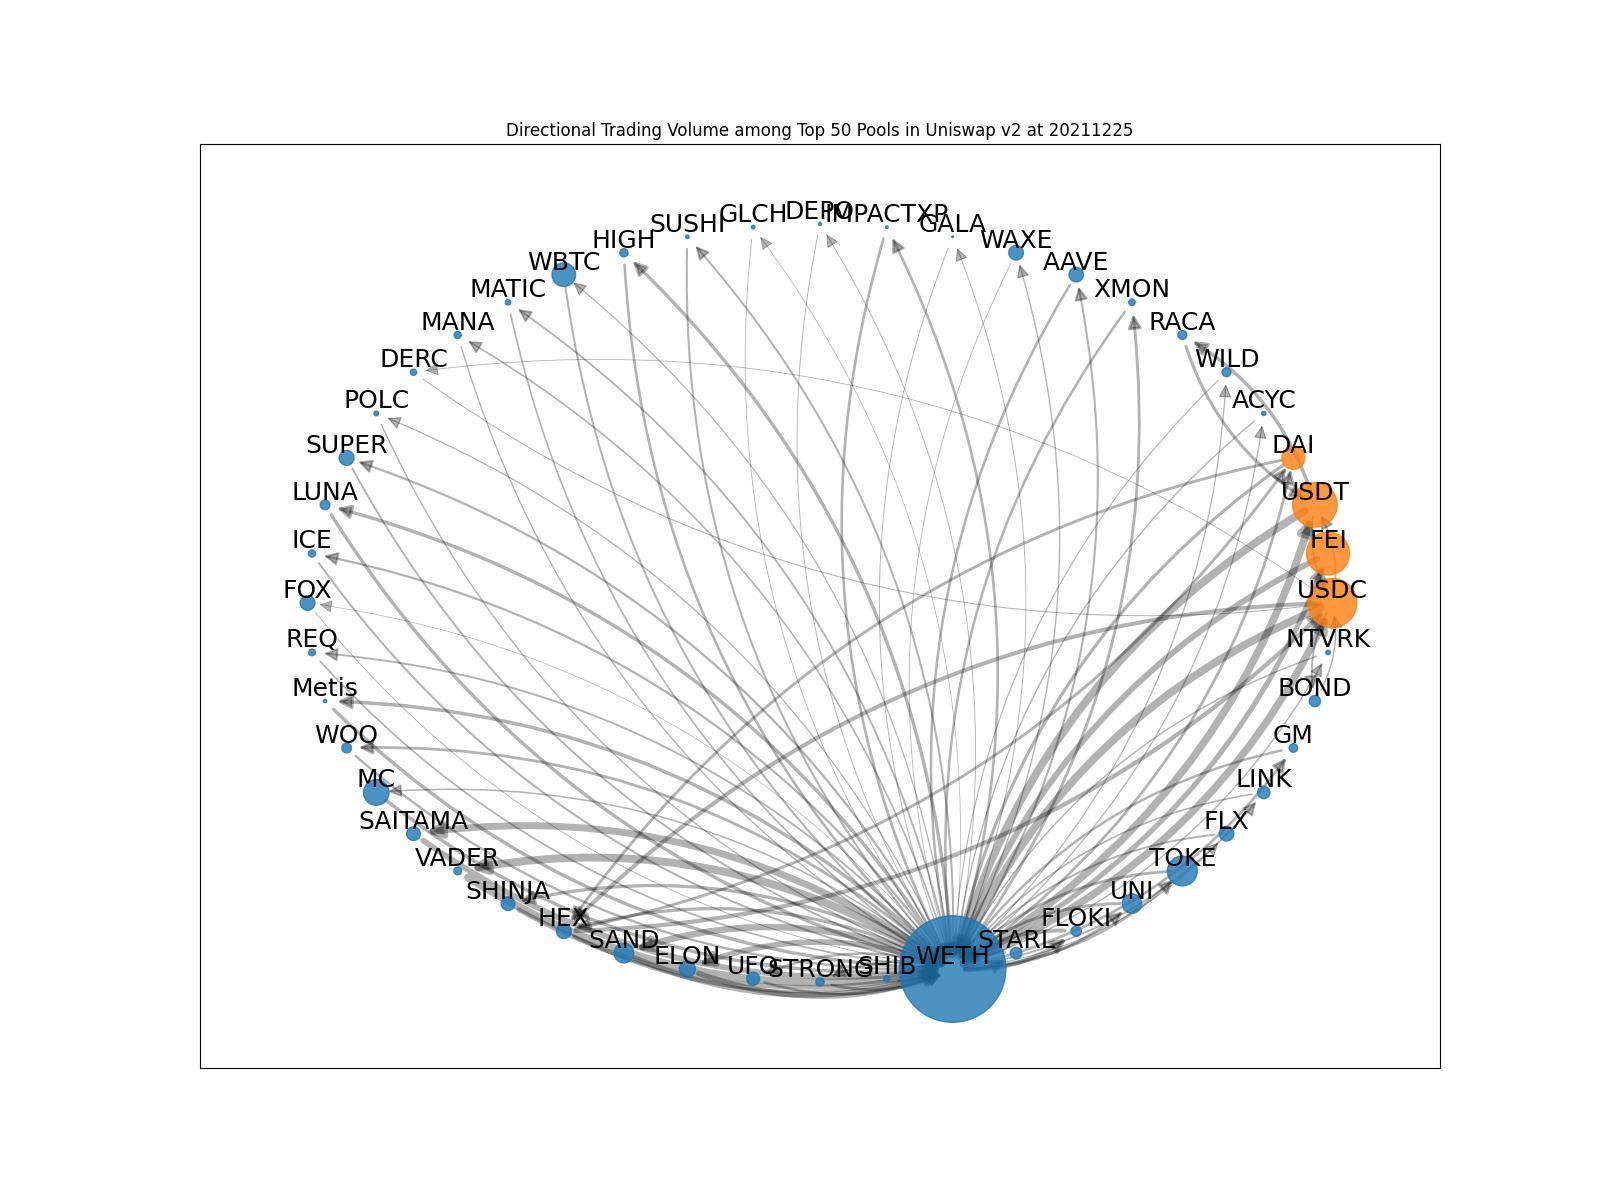 Directional Trading Volume among Top 50 Pools in Uniswap v2 at 20211225
DEPO
GLCH
IMPACTXP
SUSHI
GALA
HIGH
WAXE
WBTC
AAVE
MATIC
XMON
MANA
RACA
DERC
WILD
POLC
ACYC
SUPER
DAI
LUNA
USDT
ICE
FEI
FOX
USDC
REQ
NTVRK
Metis
BOND
WOO
GM
MC
LINK
SAITAMA
FLX
VADER
TOKE
SHINJA
UNI
HEX
FLOKI
SAND
STARL
ELON
WETH
UFO
SHIB
STRONG